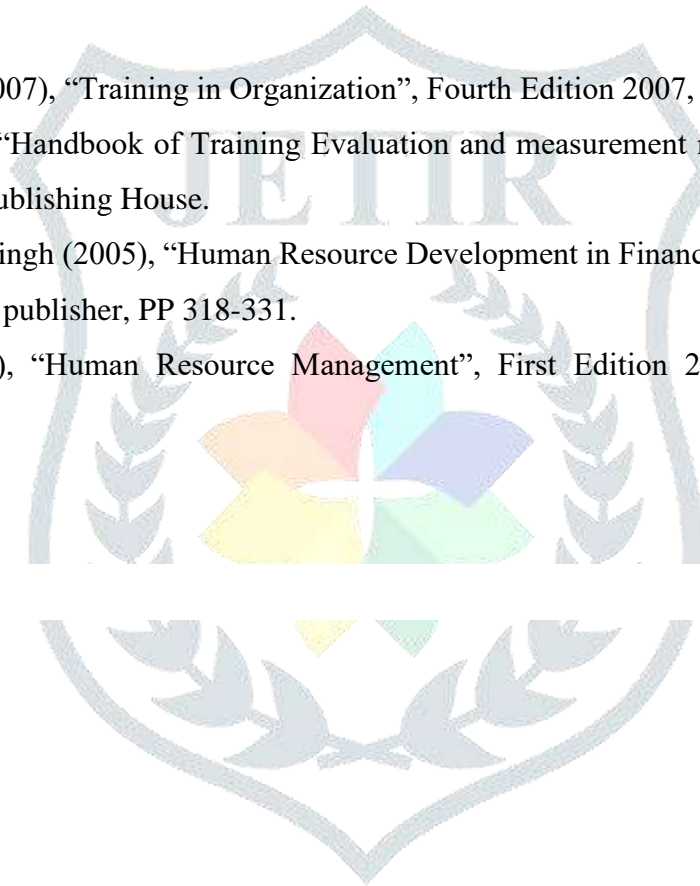 007), “Training in Organization”, Fourth Edition 2007,
“Handbook of Training Evaluation and measurement
ublishing House.
ingh (2005), “Human Resource Development in Financ
publisher, PP 318-331.
), “Human Resource Management”, First Edition 2
JETIR